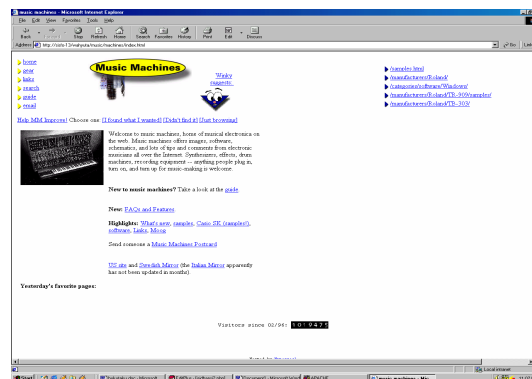 music machines - Microsoft Internet Explorer
File Edit View Favorites Tools Help
Back Forward Stop Refresh Home Search Favorites History Print Edit Discuss
Address
Go
home
gear
links
search
guide
email
Music Machines
Winky
suggests:
/samples.html
/manufacturers/Roland/
/categories/software/Windows/
/manufacturers/Roland/TR-909/samples/
/manufacturers/Roland/TB-303/
Help MM Improve! Choose one: [I found what I wanted] [Didn't find it] [Just browsing]
Welcome to music machines, home of musical electronica on
the web. Music machines offers images, software,
schematics, and lots of tips and comments from electronic
musicians all over the Internet. Synthesizers, effects, drum
machines, recording equipment -- anything people plug in,
turn on, and turn up for music-making is welcome.
New to music machines? Take a look at the guide.
New: FAQs and Features.
Highlights: What's new, samples, Casio SK (samples!),
software, Links, Moog
Send someone a Music Machines Postcard
US site and Swedish Mirror (the Italian Mirror apparently
has not been updated in months)
Yesterday's favorite pages:
Visitors since 02/96: 1019425
Local intranet
Start
music machines - Mic...